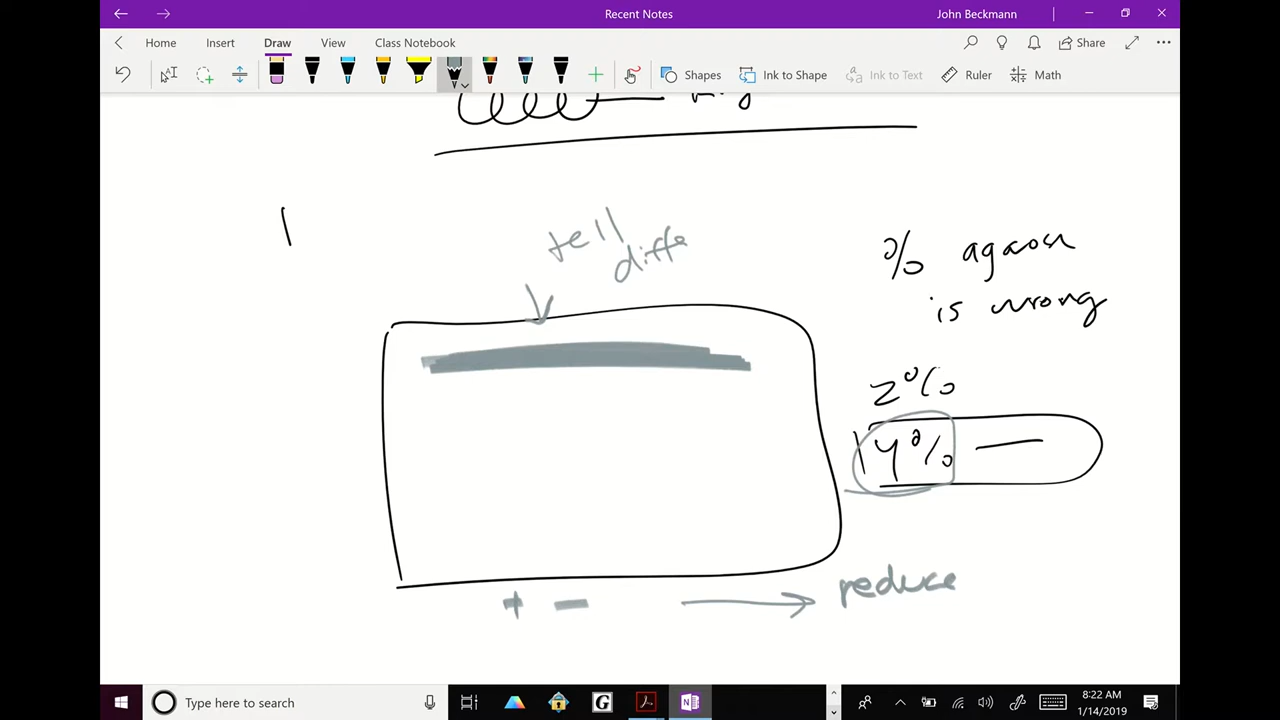 Recent Notes
John Beckmann
Home Insert Draw View Class Notebook
Share
Shapes Ink to Shape Ink to Text Ruler Math
tell
diffe
% agarose
is wrong
2%
4%
+ - reduce
Type here to search
G
8:22 AM
1/14/2019